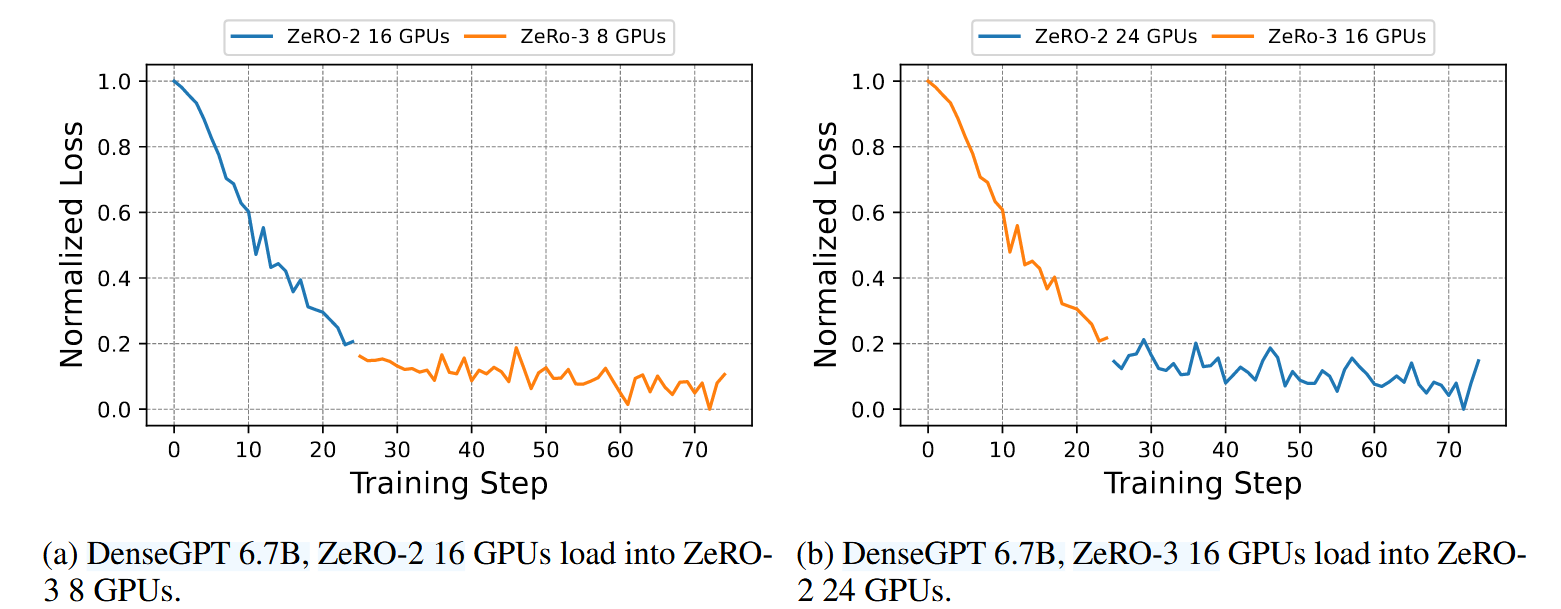 ZeRO-2 16 GPUs ZeRo-3 8 GPUs
1.0
0.8
0.6
0.4
0.2
0.0
Normalized Loss
0 10 20 30 40 50 60 70
Training Step
(a) DenseGPT 6.7B, ZeRO-2 16 GPUs load into ZeRO-
3 8 GPUs.
ZeRO-2 24 GPUs ZeRo-3 16 GPUs
1.0
0.8
0.6
0.4
0.2
0.0
Normalized Loss
0 10 20 30 40 50 60 70
Training Step
(b) DenseGPT 6.7B, ZeRO-3 16 GPUs load into ZeRO-
2 24 GPUs.